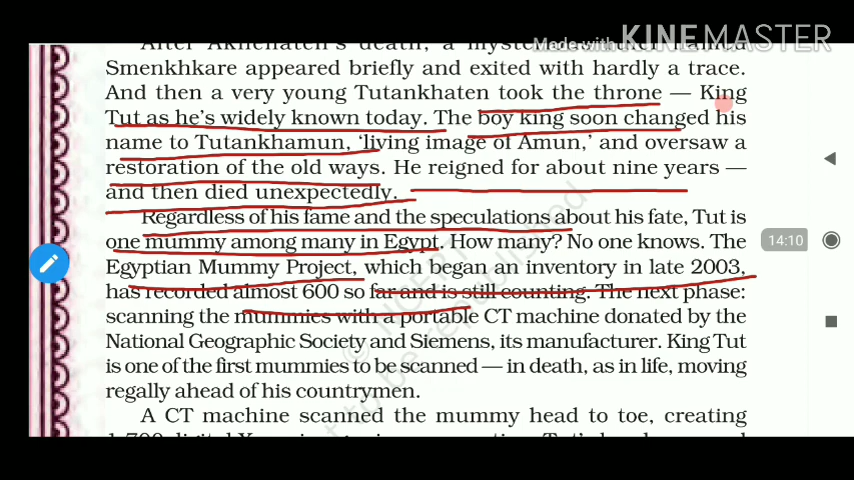 Made with KINEMASTER
After Akhenaten's death, a
Smenkhkare appeared briefly and exited with hardly a trace.
And then a very young Tutankhaten took the throne — King
Tut as he's widely known today. The boy king soon changed his
name to Tutankhamun, 'living image of Amun,' and oversaw a
restoration of the old ways. He reigned for about nine years —
and then died unexpectedly.
Regardless of his fame and the speculations about his fate, Tut is
one mummy among many in Egypt. How many? No one knows. The
Egyptian Mummy Project, which began an inventory in late 2003,
14:10
has recorded almost 600 so far and is still counting. The next phase:
scanning the mummies with a portable CT machine donated by the
National Geographic Society and Siemens, its manufacturer. King Tut
is one of the first mummies to be scanned — in death, as in life, moving
regally ahead of his countrymen.
A CT machine scanned the mummy head to toe, creating